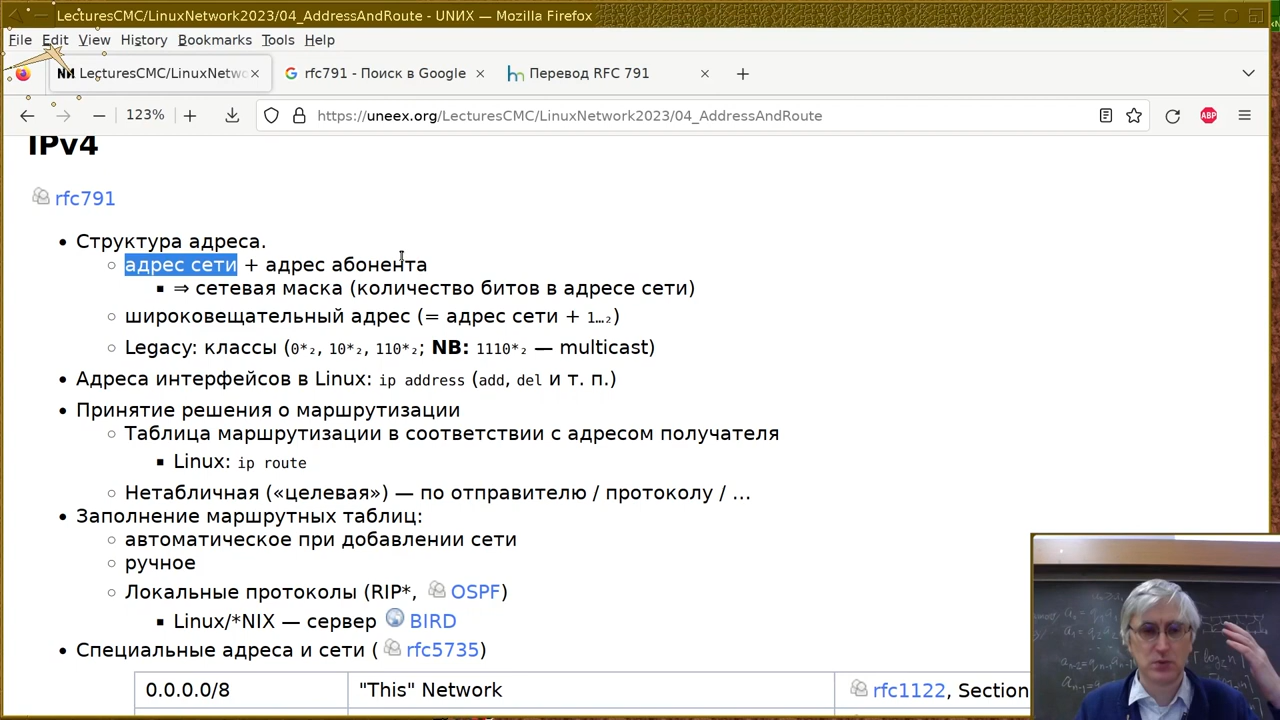 LecturesCMC/LinuxNetwork2023/04_AddressAndRoute - UNИX — Mozilla Firefox
File Edit View History Bookmarks Tools Help
LecturesCMC/LinuxNetwo
rfc791 - Поиск в Google
Перевод RFC 791
123%
https://uneex.org/LecturesCMC/LinuxNetwork2023/04_AddressAndRoute
ABP
IPv4
rfc791
• Структура адреса.
◦ адрес сети + адрес абонента
▪ ⇒ сетевая маска (количество битов в адресе сети)
◦ широковещательный адрес (= адрес сети + 1…₂)
◦ Legacy: классы (0*₂, 10*₂, 110*₂; NB: 1110*₂ — multicast)
• Адреса интерфейсов в Linux: ip address (add, del и т. п.)
• Принятие решения о маршрутизации
◦ Таблица маршрутизации в соответствии с адресом получателя
▪ Linux: ip route
◦ Нетабличная («целевая») — по отправителю / протоколу / …
• Заполнение маршрутных таблиц:
◦ автоматическое при добавлении сети
◦ ручное
◦ Локальные протоколы (RIP*, OSPF)
▪ Linux/*NIX — сервер BIRD
• Специальные адреса и сети ( rfc5735)
0.0.0.0/8 "This" Network rfc1122, Section